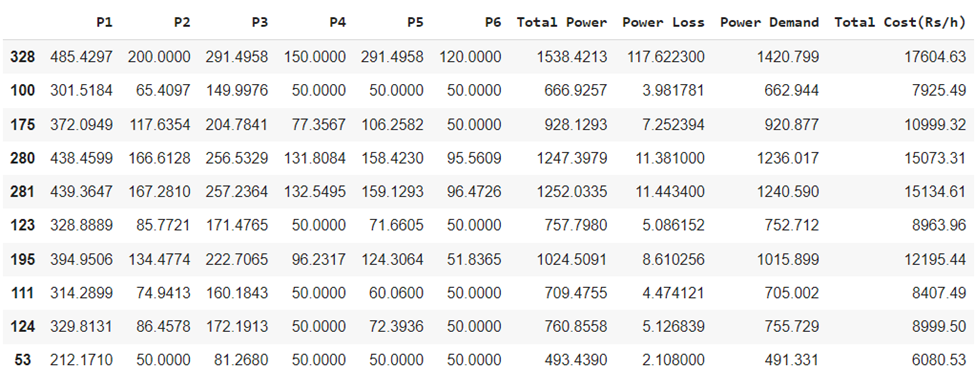 P1 P2 P3 P4 P5 P6 Total Power Power Loss Power Demand Total Cost(Rs/h)
328 485.4297 200.0000 291.4958 150.0000 291.4958 120.0000 1538.4213 117.622300 1420.799 17604.63
100 301.5184 65.4097 149.9976 50.0000 50.0000 50.0000 666.9257 3.981781 662.944 7925.49
175 372.0949 117.6354 204.7841 77.3567 106.2582 50.0000 928.1293 7.252394 920.877 10999.32
280 438.4599 166.6128 256.5329 131.8084 158.4230 95.5609 1247.3979 11.381000 1236.017 15073.31
281 439.3647 167.2810 257.2364 132.5495 159.1293 96.4726 1252.0335 11.443400 1240.590 15134.61
123 328.8889 85.7721 171.4765 50.0000 71.6605 50.0000 757.7980 5.086152 752.712 8963.96
195 394.9506 134.4774 222.7065 96.2317 124.3064 51.8365 1024.5091 8.610256 1015.899 12195.44
111 314.2899 74.9413 160.1843 50.0000 60.0600 50.0000 709.4755 4.474121 705.002 8407.49
124 329.8131 86.4578 172.1913 50.0000 72.3936 50.0000 760.8558 5.126839 755.729 8999.50
53 212.1710 50.0000 81.2680 50.0000 50.0000 50.0000 493.4390 2.108000 491.331 6080.53